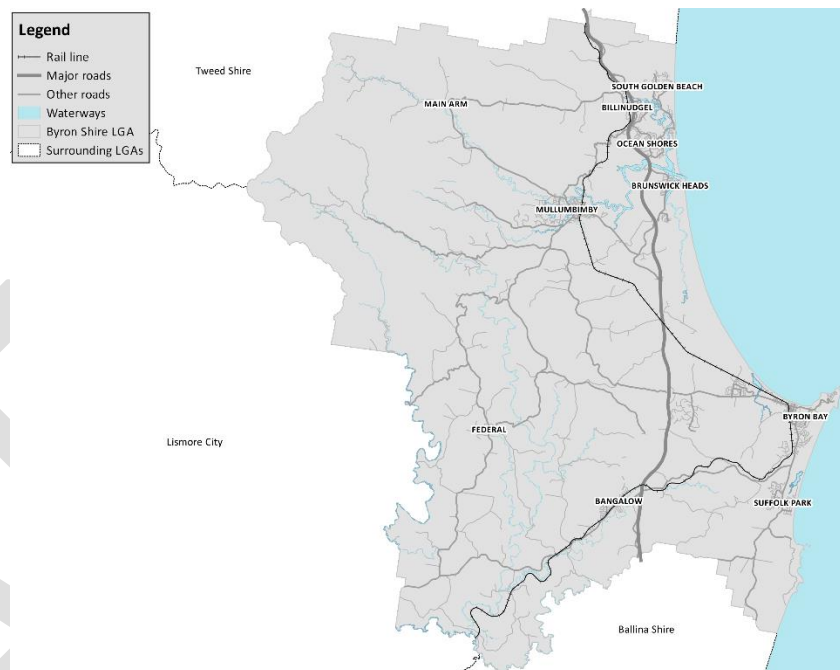 Legend
Rail line
Major roads
Other roads
Waterways
Byron Shire LGA
Surrounding LGAs
Tweed Shire
SOUTH GOLDEN BEACH
MAIN ARM
BILLINUDGEL
OCEAN SHORES
BRUNSWICK HEADS
MULLUMBIMBY
BYRON BAY
FEDERAL
Lismore City
BANGALOW
SUFFOLK PARK
Ballina Shire